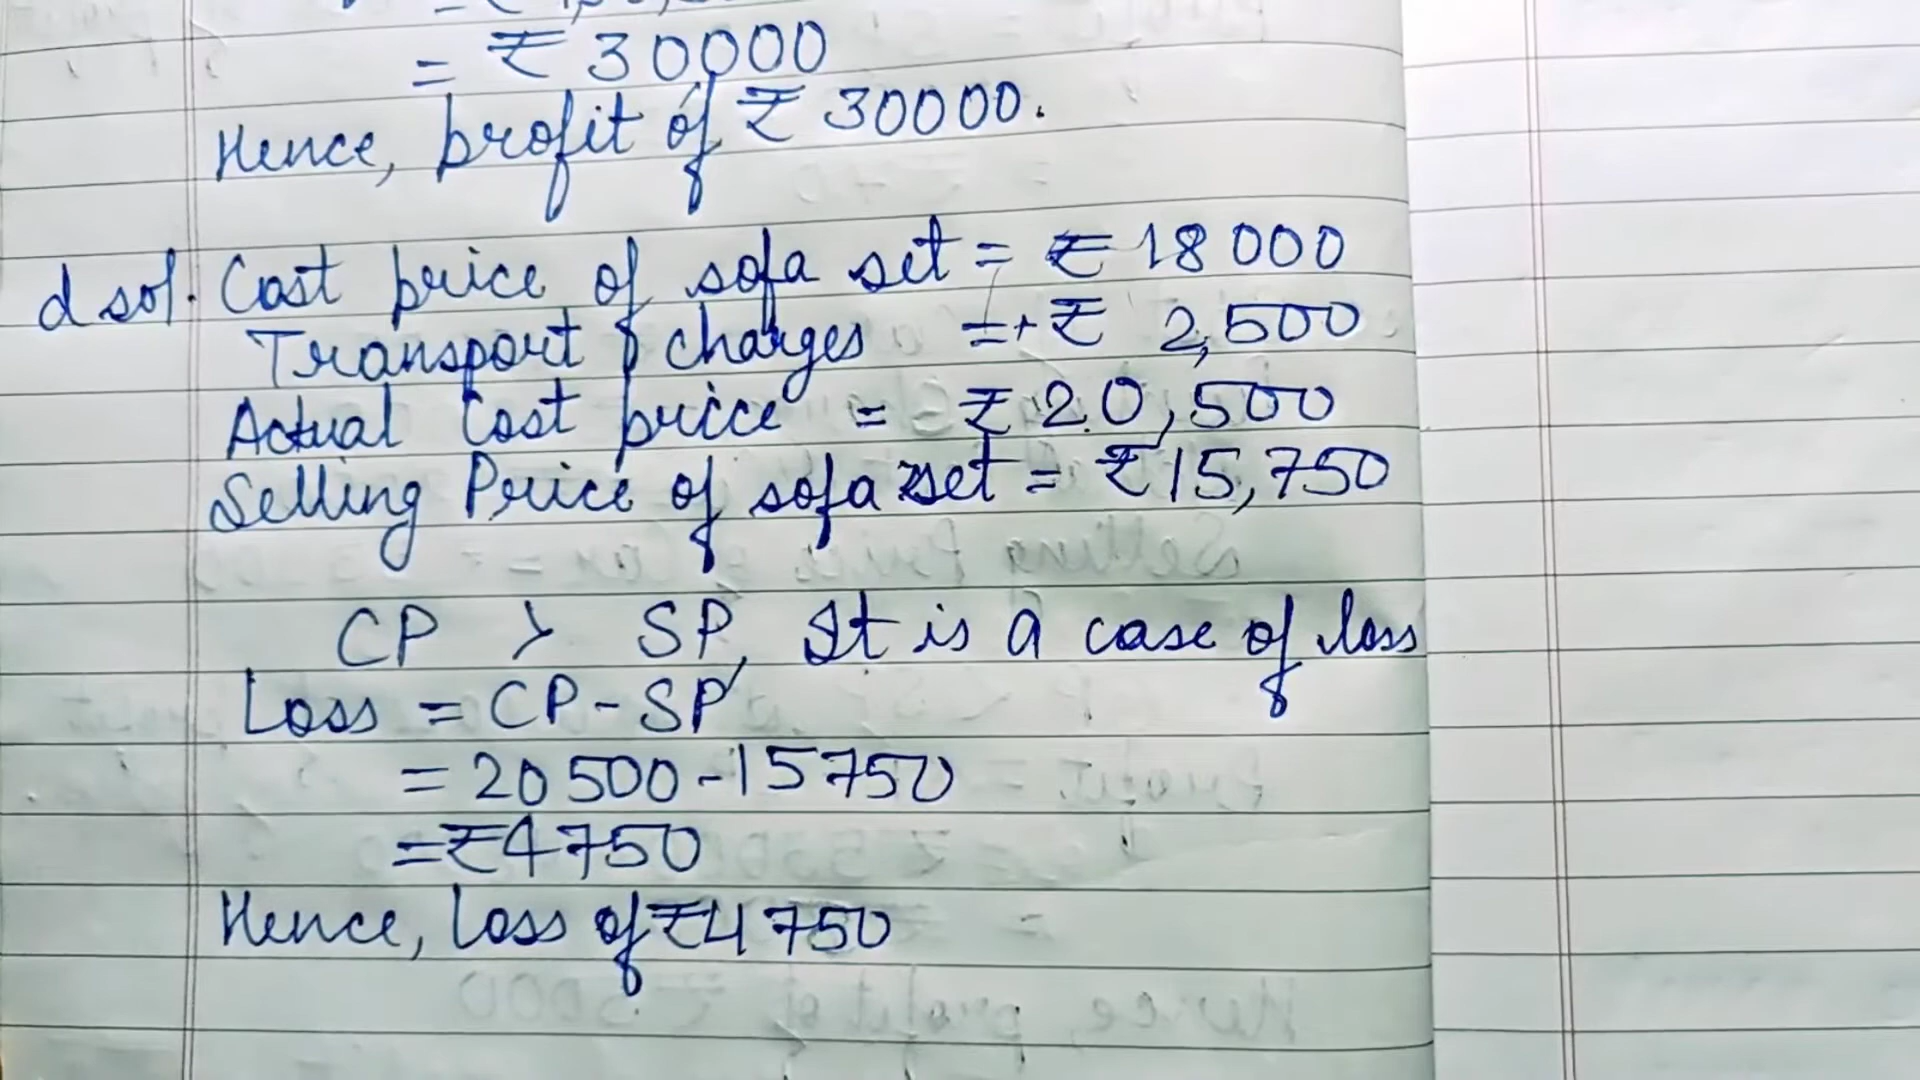 = ₹ 30000
Hence, profit of ₹ 30000.
d sol. Cost price of sofa set = ₹ 18000
Transport charges = + ₹ 2,500
Actual Cost price = ₹ 20,500
Selling Price of sofa set = ₹ 15,750
CP > SP, It is a case of loss
Loss = CP - SP
= 20500 - 15750
= ₹4750
Hence, loss of ₹4750